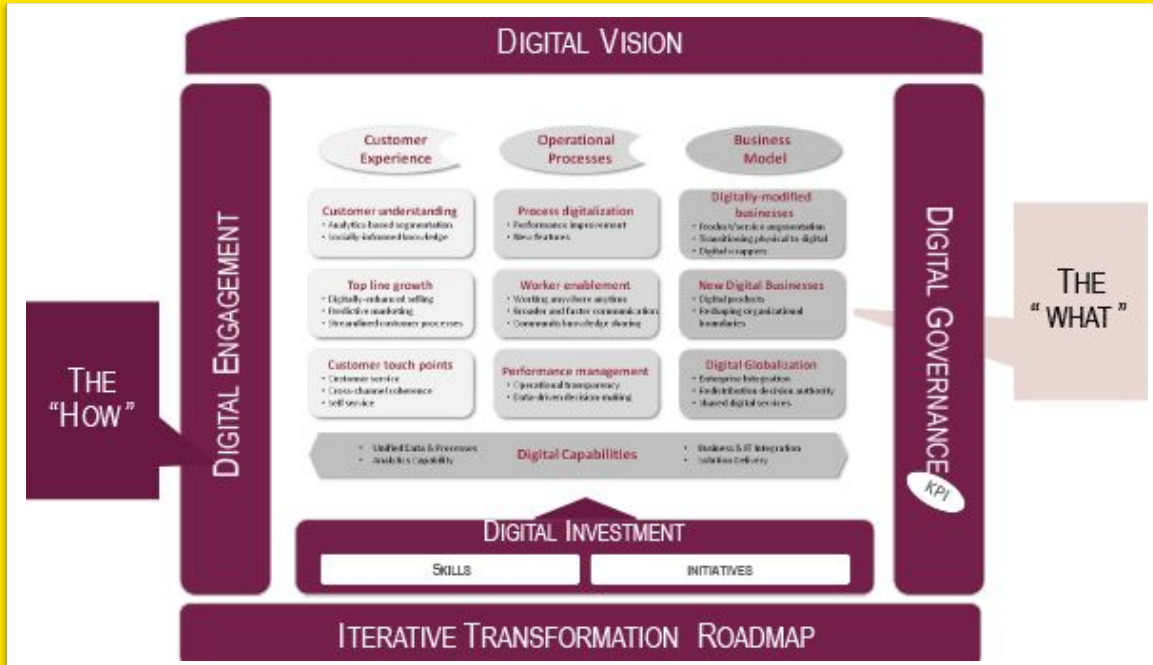 DIGITAL VISION
DIGITAL ENGAGEMENT
THE
"HOW"
Customer
Experience
Customer understanding
• Analytics-based segmentation
• Socially-informed knowledge
Top line growth
• Digitally-enhanced selling
• Predictive marketing
• Streamlined customer processes
Customer touch points
• Customer service
• Cross-channel coherence
• Self service
Operational
Processes
Process digitalization
• Performance improvement
• New features
Worker enablement
• Working anywhere anytime
• Broader and faster communication
• Community knowledge sharing
Performance management
• Operational transparency
• Data-driven decision-making
Business
Model
Digitally-modified
businesses
• Product/service augmentation
• Transitioning physical to digital
• Digital wrappers
New Digital Businesses
• Digital products
• Reshaping organizational
boundaries
Digital Globalization
• Enterprise Integration
• Redistribution decision authority
• Shared digital services
• Unified Data & Processes
• Analytics Capability
Digital Capabilities
• Business & IT Integration
• Solution Delivery
DIGITAL GOVERNANCE
KPI
THE
" WHAT "
DIGITAL INVESTMENT
SKILLS
INITIATIVES
ITERATIVE TRANSFORMATION ROADMAP